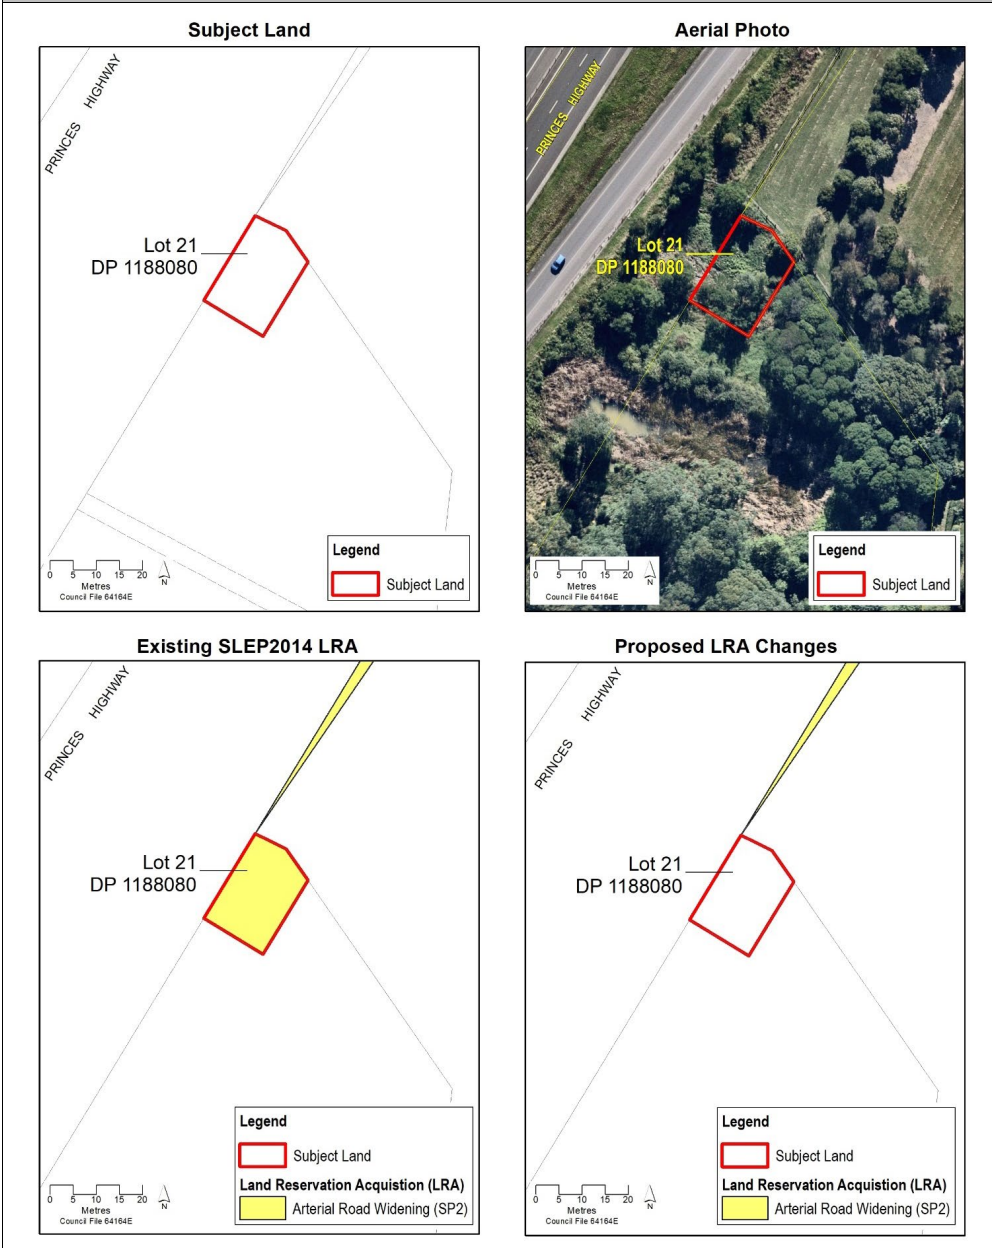 Subject Land
PRINCES HIGHWAY
Lot 21
DP 1188080
0 5 10 15 20
Metres
Council File 64164E
N
Legend
Subject Land
Aerial Photo
PRINCES HIGHWAY
Lot 21
DP 1188080
0 5 10 15 20
Metres
Council File 64164E
N
Legend
Subject Land
Existing SLEP2014 LRA
PRINCES HIGHWAY
Lot 21
DP 1188080
0 5 10 15 20
Metres
Council File 64164E
N
Legend
Subject Land
Land Reservation Acquistion (LRA)
Arterial Road Widening (SP2)
Proposed LRA Changes
PRINCES HIGHWAY
Lot 21
DP 1188080
0 5 10 15 20
Metres
Council File 64164E
N
Legend
Subject Land
Land Reservation Acquistion (LRA)
Arterial Road Widening (SP2)